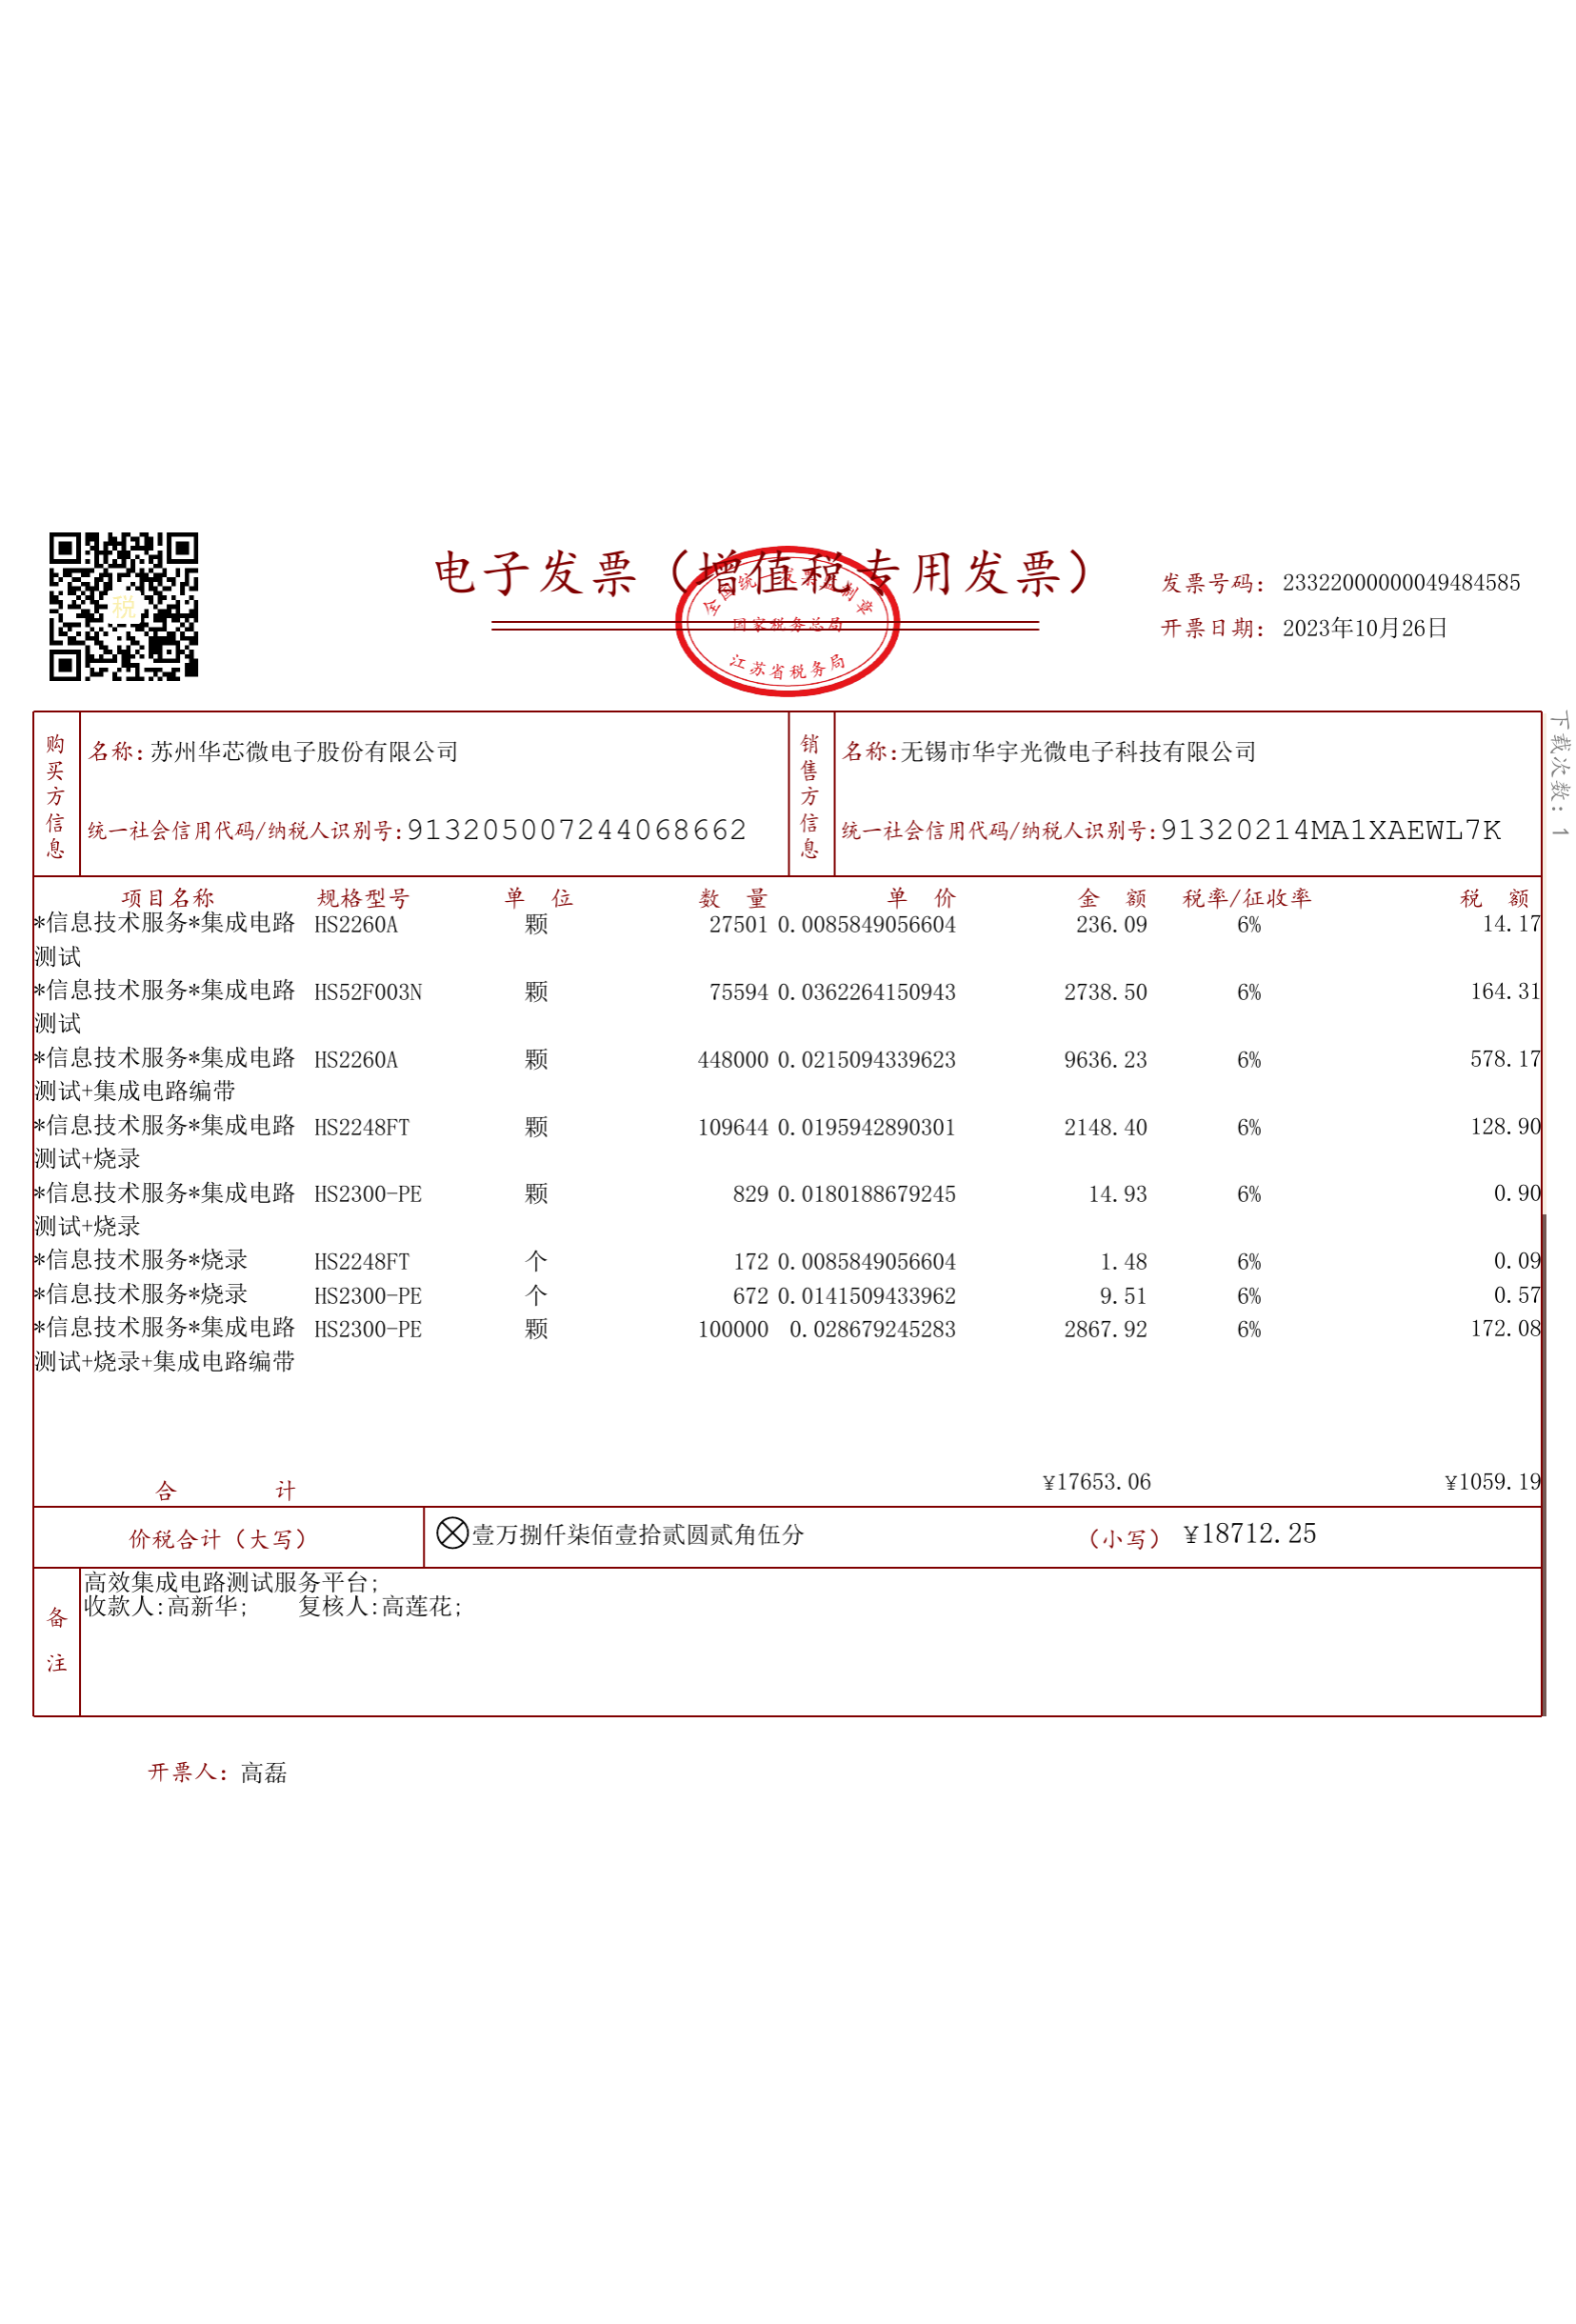 电子发票（增值税专用发票）
全国统一发票监制章
国家税务总局
江苏省税务局
税
发票号码：23322000000049484585
开票日期：2023年10月26日
下载次数：1
购买方信息
名称：苏州华芯微电子股份有限公司
统一社会信用代码/纳税人识别号：913205007244068662
销售方信息
名称：无锡市华宇光微电子科技有限公司
统一社会信用代码/纳税人识别号：91320214MA1XAEWL7K
项目名称 规格型号 单 位 数 量 单 价 金 额 税率/征收率 税 额
*信息技术服务*集成电路 HS2260A 颗 27501 0.0085849056604 236.09 6% 14.17
测试
*信息技术服务*集成电路 HS52F003N 颗 75594 0.0362264150943 2738.50 6% 164.31
测试
*信息技术服务*集成电路 HS2260A 颗 448000 0.0215094339623 9636.23 6% 578.17
测试+集成电路编带
*信息技术服务*集成电路 HS2248FT 颗 109644 0.0195942890301 2148.40 6% 128.90
测试+烧录
*信息技术服务*集成电路 HS2300-PE 颗 829 0.0180188679245 14.93 6% 0.90
测试+烧录
*信息技术服务*烧录 HS2248FT 个 172 0.0085849056604 1.48 6% 0.09
*信息技术服务*烧录 HS2300-PE 个 672 0.0141509433962 9.51 6% 0.57
*信息技术服务*集成电路 HS2300-PE 颗 100000 0.028679245283 2867.92 6% 172.08
测试+烧录+集成电路编带
合 计 ¥17653.06 ¥1059.19
价税合计（大写） 壹万捌仟柒佰壹拾贰圆贰角伍分 （小写） ¥18712.25
备注
高效集成电路测试服务平台;
收款人:高新华; 复核人:高莲花;
开票人：高磊